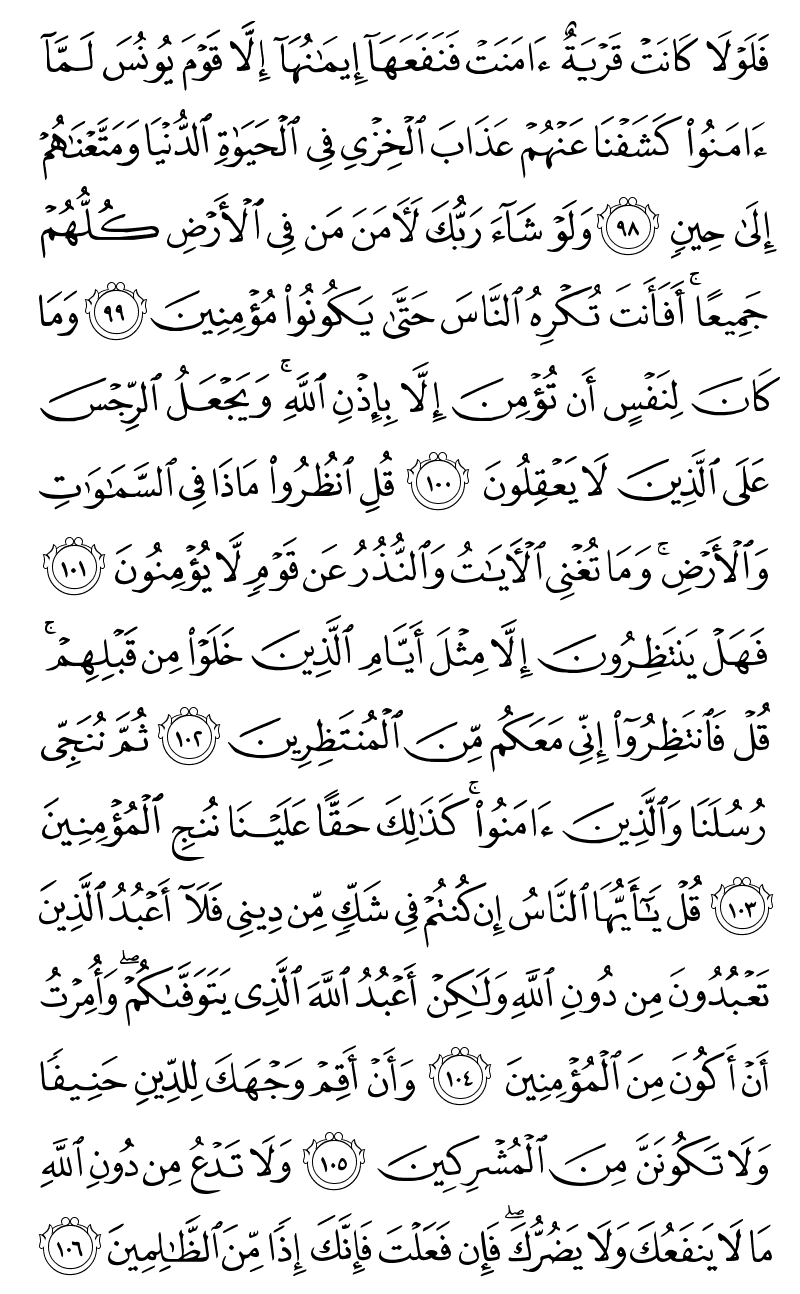 فَلَوۡلَا كَانَتۡ قَرۡيَةٌ ءَامَنَتۡ فَنَفَعَهَآ إِيمَٰنُهَآ إِلَّا قَوۡمَ يُونُسَ لَمَّآ
ءَامَنُواْ كَشَفۡنَا عَنۡهُمۡ عَذَابَ ٱلۡخِزۡيِ فِي ٱلۡحَيَوٰةِ ٱلدُّنۡيَا وَمَتَّعۡنَٰهُمۡ
إِلَىٰ حِينٖ ٩٨ وَلَوۡ شَآءَ رَبُّكَ لَأٓمَنَ مَن فِي ٱلۡأَرۡضِ كُلُّهُمۡ
جَمِيعًاۚ أَفَأَنتَ تُكۡرِهُ ٱلنَّاسَ حَتَّىٰ يَكُونُواْ مُؤۡمِنِينَ ٩٩ وَمَا
كَانَ لِنَفۡسٍ أَن تُؤۡمِنَ إِلَّا بِإِذۡنِ ٱللَّهِۚ وَيَجۡعَلُ ٱلرِّجۡسَ
عَلَى ٱلَّذِينَ لَا يَعۡقِلُونَ ١٠٠ قُلِ ٱنظُرُواْ مَاذَا فِي ٱلسَّمَٰوَٰتِ
وَٱلۡأَرۡضِۚ وَمَا تُغۡنِي ٱلۡأٓيَٰتُ وَٱلنُّذُرُ عَن قَوۡمٖ لَّا يُؤۡمِنُونَ ١٠١
فَهَلۡ يَنتَظِرُونَ إِلَّا مِثۡلَ أَيَّامِ ٱلَّذِينَ خَلَوۡاْ مِن قَبۡلِهِمۡۚ
قُلۡ فَٱنتَظِرُوٓاْ إِنِّي مَعَكُم مِّنَ ٱلۡمُنتَظِرِينَ ١٠٢ ثُمَّ نُنَجِّي
رُسُلَنَا وَٱلَّذِينَ ءَامَنُواْۚ كَذَٰلِكَ حَقًّا عَلَيۡنَا نُنجِ ٱلۡمُؤۡمِنِينَ
١٠٣ قُلۡ يَٰٓأَيُّهَا ٱلنَّاسُ إِن كُنتُمۡ فِي شَكّٖ مِّن دِينِي فَلَآ أَعۡبُدُ ٱلَّذِينَ
تَعۡبُدُونَ مِن دُونِ ٱللَّهِ وَلَٰكِنۡ أَعۡبُدُ ٱللَّهَ ٱلَّذِي يَتَوَفَّىٰكُمۡۖ وَأُمِرۡتُ
أَنۡ أَكُونَ مِنَ ٱلۡمُؤۡمِنِينَ ١٠٤ وَأَنۡ أَقِمۡ وَجۡهَكَ لِلدِّينِ حَنِيفٗا
وَلَا تَكُونَنَّ مِنَ ٱلۡمُشۡرِكِينَ ١٠٥ وَلَا تَدۡعُ مِن دُونِ ٱللَّهِ
مَا لَا يَنفَعُكَ وَلَا يَضُرُّكَۖ فَإِن فَعَلۡتَ فَإِنَّكَ إِذٗا مِّنَ ٱلظَّٰلِمِينَ ١٠٦